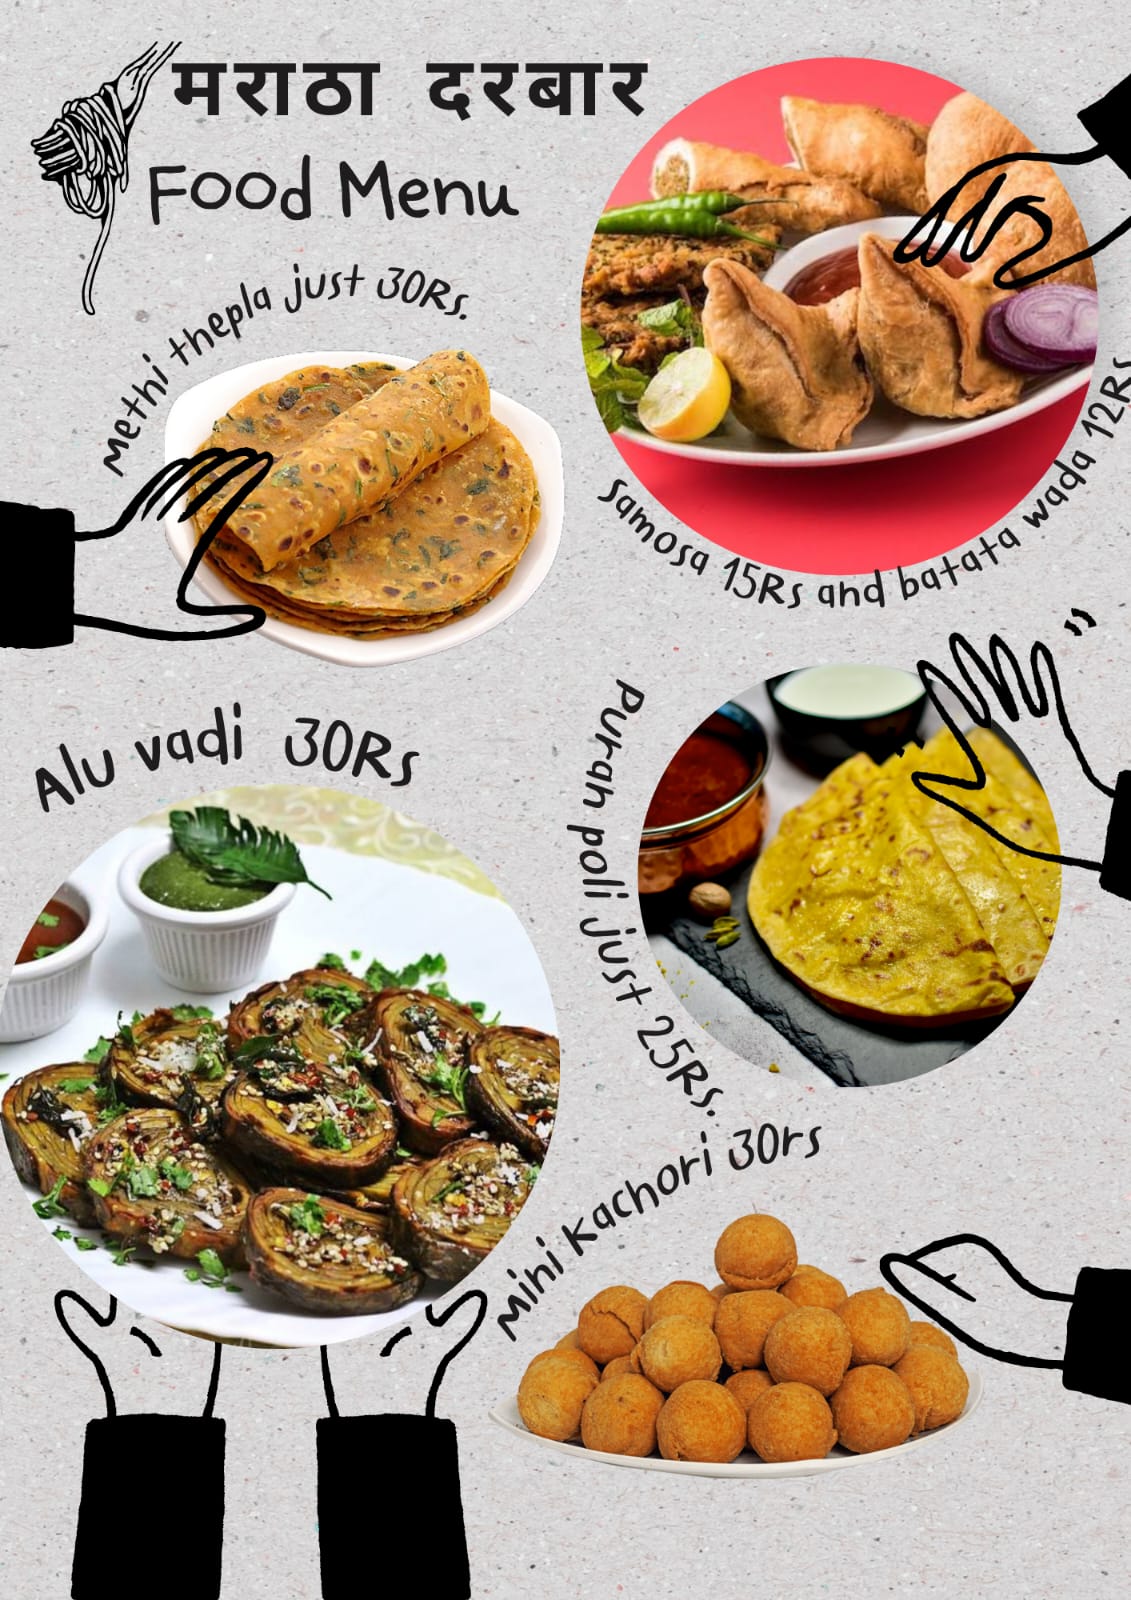 मराठा दरबार
Food Menu
Methi thepla just 30Rs.
Samosa 15Rs and batata wada 12Rs
Alu vadi 30Rs
Puran poli just 25Rs.
Mini Kachori 30rs